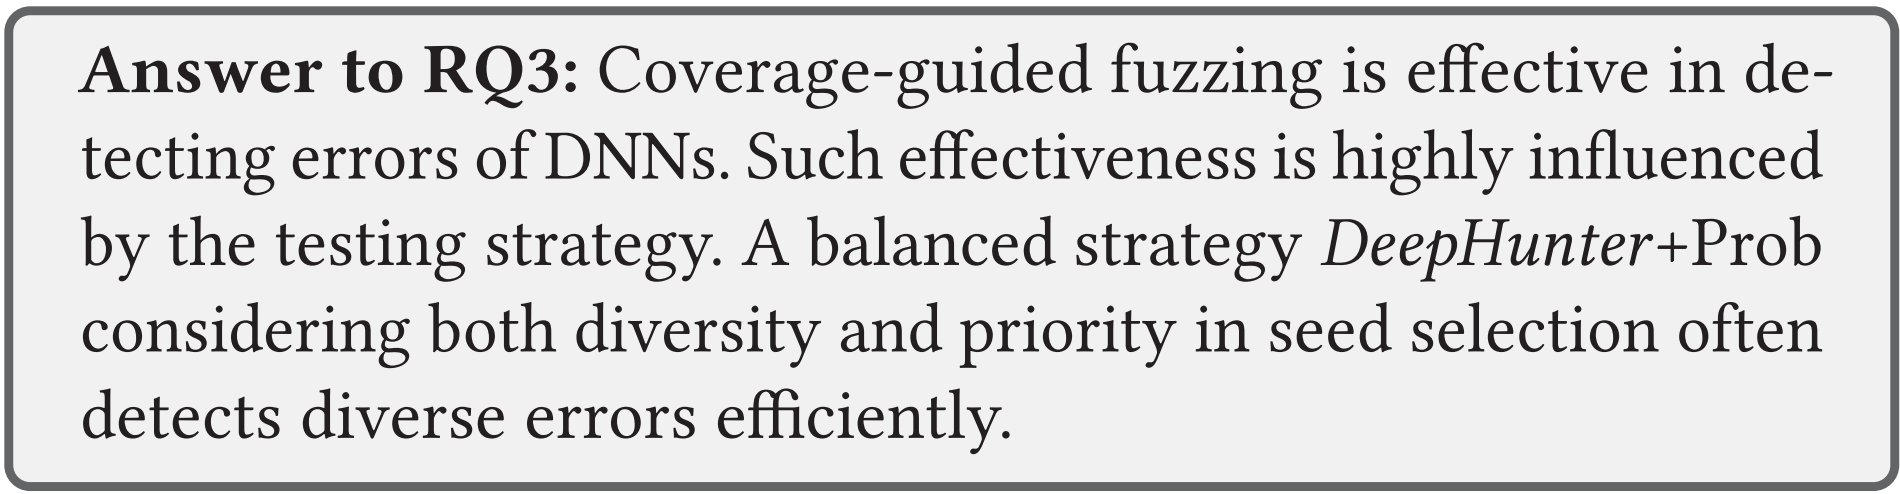 Answer to RQ3: Coverage-guided fuzzing is effective in de-
tecting errors of DNNs. Such effectiveness is highly influenced
by the testing strategy. A balanced strategy DeepHunter+Prob
considering both diversity and priority in seed selection often
detects diverse errors efficiently.